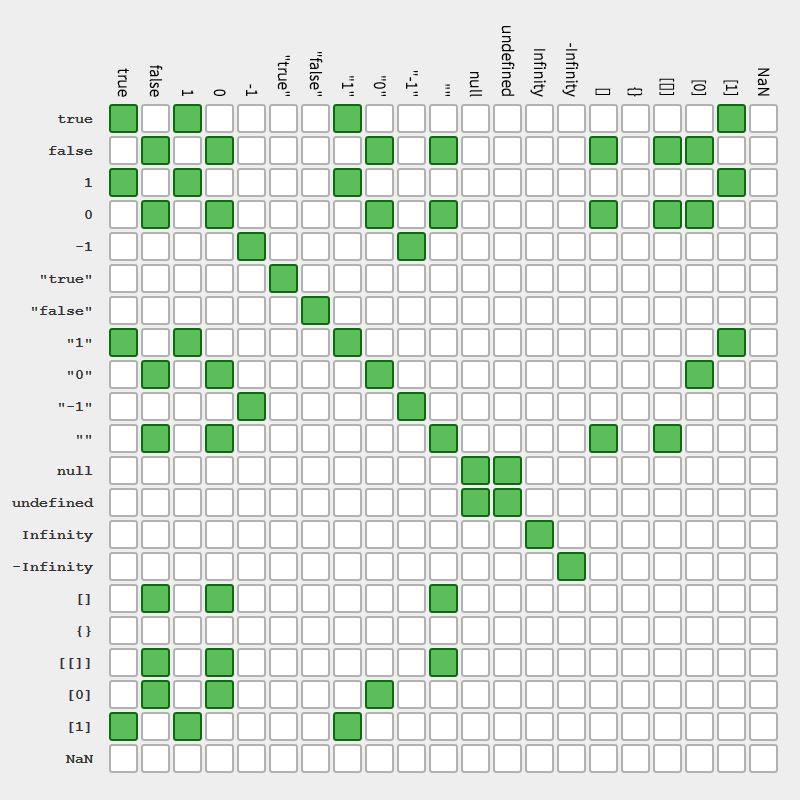 true
false
1
0
-1
"true"
"false"
"1"
"0"
"-1"
""
null
undefined
Infinity
-Infinity
[]
{}
[[]]
[0]
[1]
NaN
true
false
1
0
-1
"true"
"false"
"1"
"0"
"-1"
""
null
undefined
Infinity
-Infinity
[]
{}
[[]]
[0]
[1]
NaN